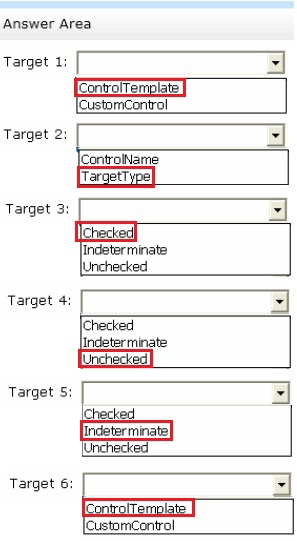 Answer Area
Target 1:
ControlTemplate
CustomControl
Target 2:
ControlName
TargetType
Target 3:
Checked
Indeterminate
Unchecked
Target 4:
Checked
Indeterminate
Unchecked
Target 5:
Checked
Indeterminate
Unchecked
Target 6:
ControlTemplate
CustomControl